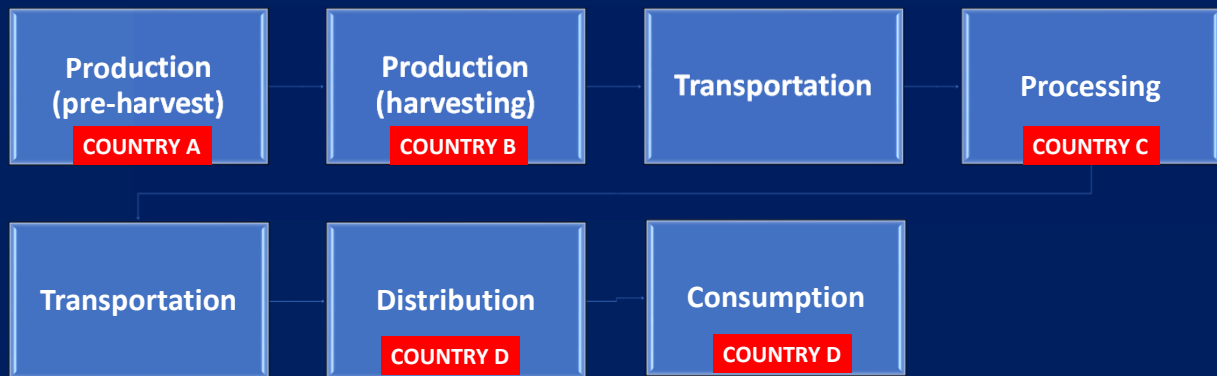 Production
(pre-harvest)
COUNTRY A
Production
(harvesting)
COUNTRY B
Transportation
Processing
COUNTRY C
Transportation
Distribution
COUNTRY D
Consumption
COUNTRY D